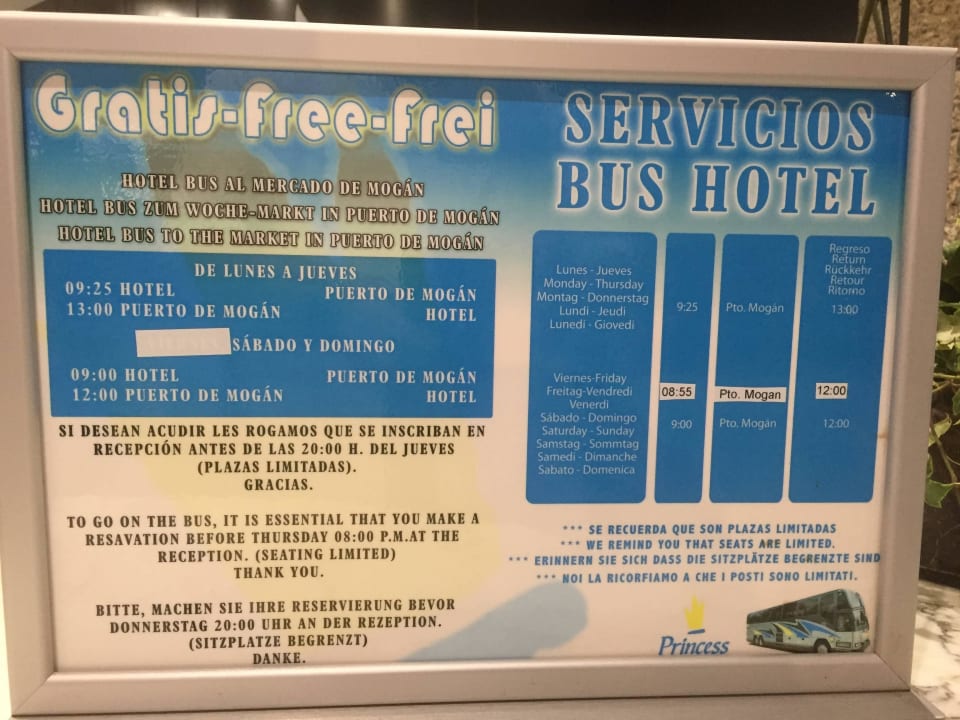 Gratis-Free-Frei
HOTEL BUS AL MERCADO DE MOGÁN
HOTEL BUS ZUM WOCHE-MARKT IN PUERTO DE MOGÁN
HOTEL BUS TO THE MARKET IN PUERTO DE MOGÁN
DE LUNES A JUEVES
09:25 HOTEL PUERTO DE MOGÁN
13:00 PUERTO DE MOGÁN HOTEL
SÁBADO Y DOMINGO
09:00 HOTEL PUERTO DE MOGÁN
12:00 PUERTO DE MOGÁN HOTEL
SI DESEAN ACUDIR LES ROGAMOS QUE SE INSCRIBAN EN
RECEPCIÓN ANTES DE LAS 20:00 H. DEL JUEVES
(PLAZAS LIMITADAS).
GRACIAS.
TO GO ON THE BUS, IT IS ESSENTIAL THAT YOU MAKE A
RESAVATION BEFORE THURSDAY 08:00 P.M.AT THE
RECEPTION. (SEATING LIMITED)
THANK YOU.
BITTE, MACHEN SIE IHRE RESERVIERUNG BEVOR
DONNERSTAG 20:00 UHR AN DER REZEPTION.
(SITZPLATZE BEGRENZT)
DANKE.
SERVICIOS
BUS HOTEL
Lunes - Jueves
Monday - Thursday
Montag - Donnerstag
Lundi - Jeudi
Lunedi - Giovedi
9:25
Pto. Mogán
Regreso
Return
Rückkehr
Retour
Ritorno
13:00
Viernes-Friday
Freitag-Vendredi
Venerdi
08:55
Pto. Mogan
12:00
Sábado - Domingo
Saturday - Sunday
Samstag - Sommtag
Samedi - Dimanche
Sabato - Domenica
9:00
Pto. Mogán
12:00
*** SE RECUERDA QUE SON PLAZAS LIMITADAS
*** WE REMIND YOU THAT SEATS ARE LIMITED.
*** ERINNERN SIE SICH DASS DIE SITZPLÄTZE BEGRENZTE SIND
*** NOI LA RICORFIAMO A CHE I POSTI SONO LIMITATI.
Princess